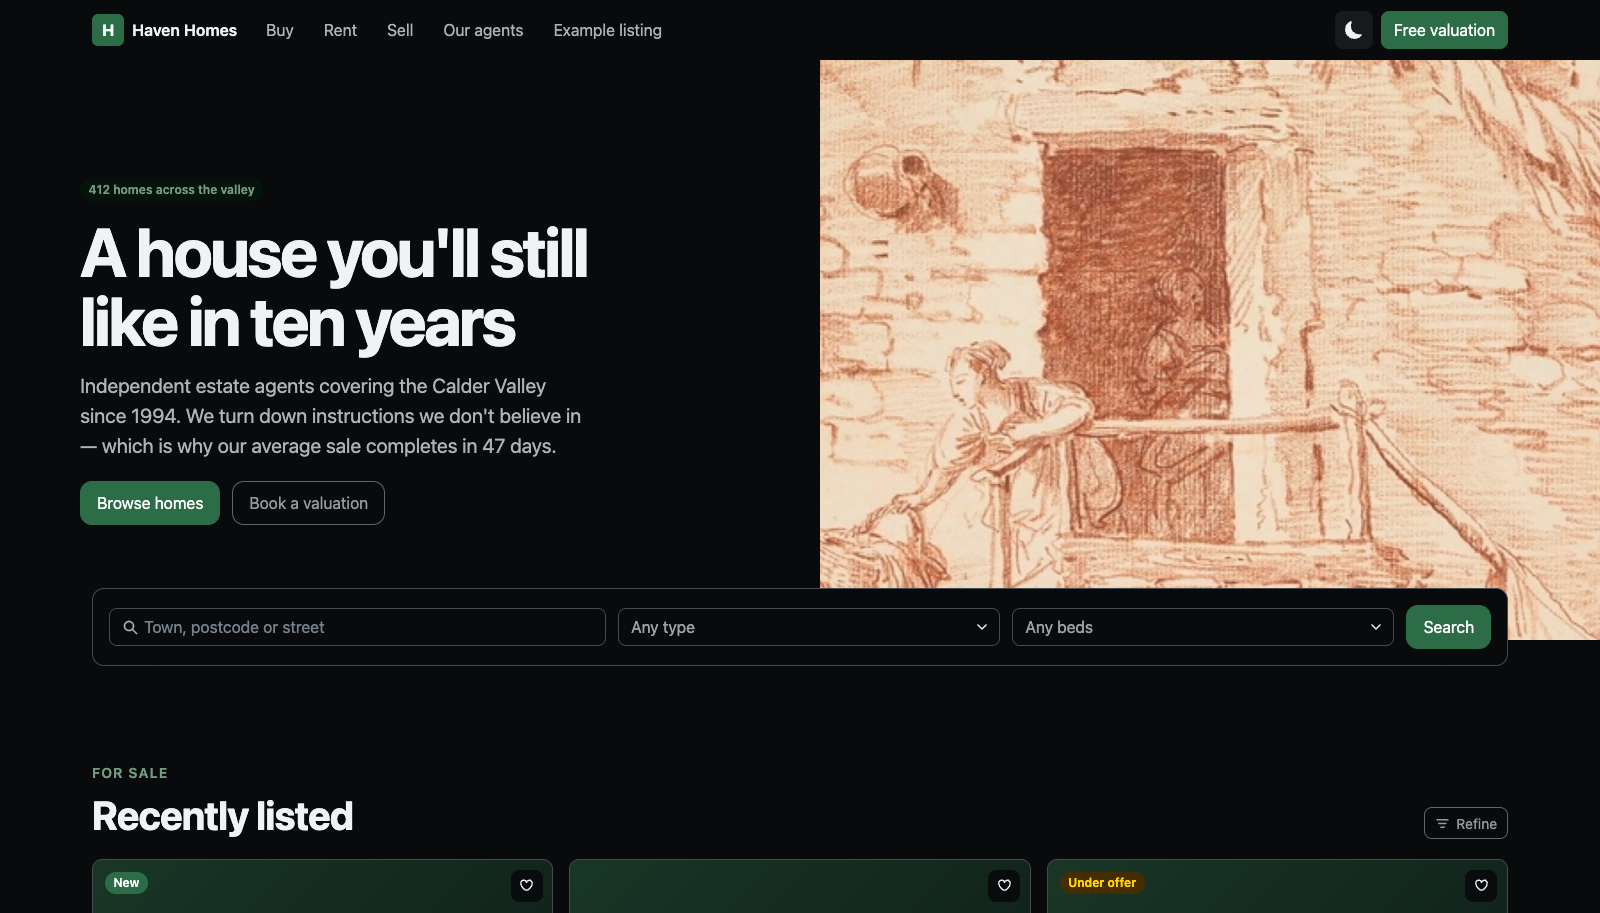 H Haven Homes Buy Rent Sell Our agents Example listing Free valuation
412 homes across the valley
A house you'll still
like in ten years
Independent estate agents covering the Calder Valley
since 1994. We turn down instructions we don't believe in
— which is why our average sale completes in 47 days.
Browse homes Book a valuation
Town, postcode or street Any type Any beds Search
FOR SALE
Recently listed
Refine
New Under offer